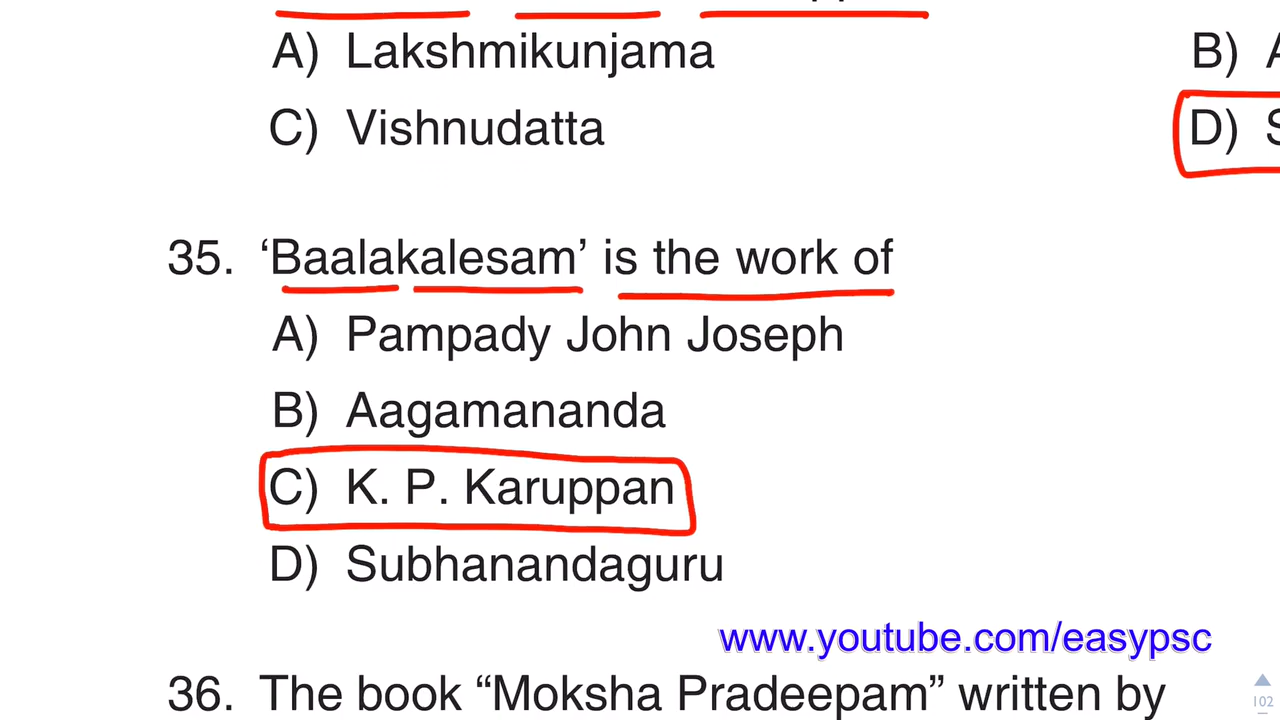 A) Lakshmikunjama B)
C) Vishnudatta D)
35. ‘Baalakalesam’ is the work of
A) Pampady John Joseph
B) Aagamananda
C) K. P. Karuppan
D) Subhanandaguru
www.youtube.com/easypsc
36. The book “Moksha Pradeepam” written by
102